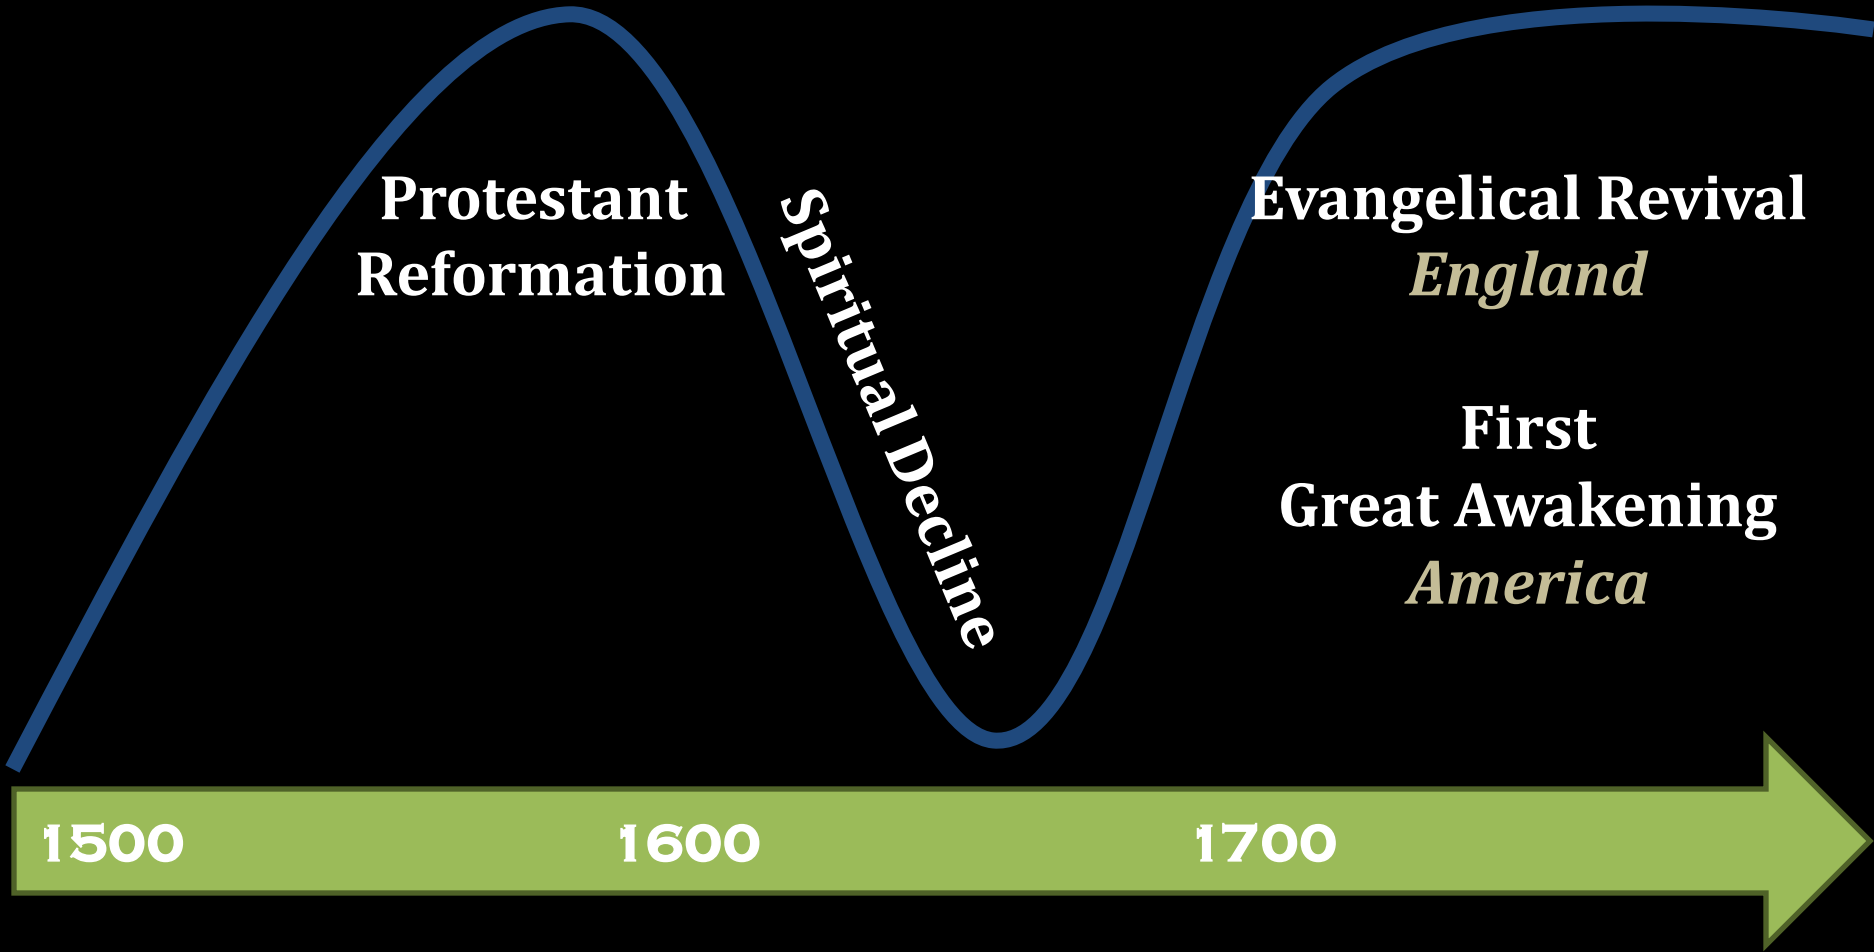 Protestant
Reformation
Spiritual Decline
Evangelical Revival
England
First
Great Awakening
America
1500
1600
1700